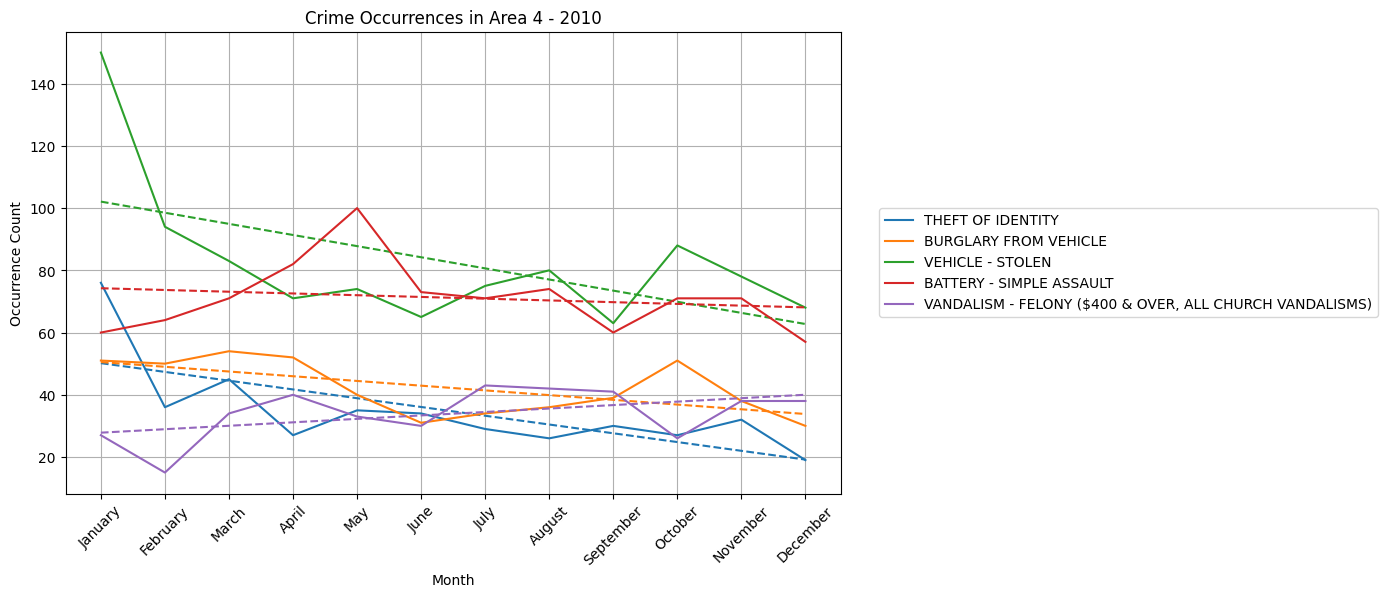 Crime Occurrences in Area 4 - 2010
Occurrence Count
140
120
100
80
60
40
20
January
February
March
April
May
June
July
August
September
October
November
December
Month
THEFT OF IDENTITY
BURGLARY FROM VEHICLE
VEHICLE - STOLEN
BATTERY - SIMPLE ASSAULT
VANDALISM - FELONY ($400 & OVER, ALL CHURCH VANDALISMS)